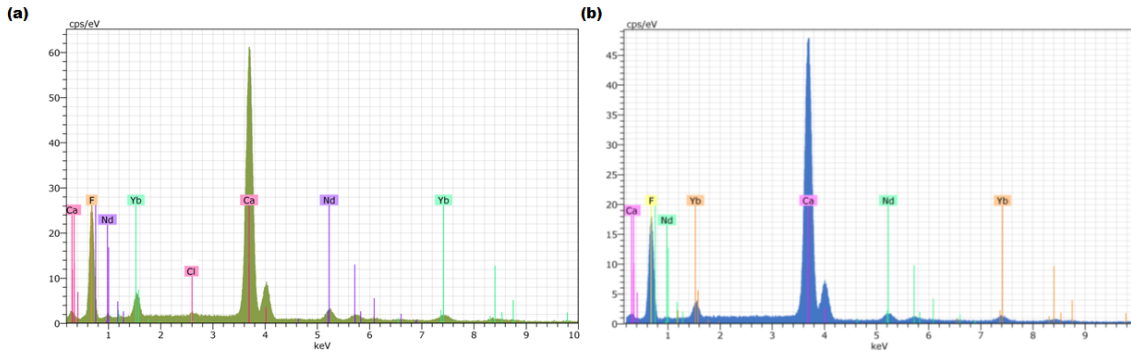 (a)
cps/eV
60
50
40
30
20
10
0
Ca
F
Nd
Yb
Cl
Ca
Nd
Yb
1 2 3 4 5 6 7 8 9 10
keV
(b)
cps/eV
45
40
35
30
25
20
15
10
5
0
Ca
F
Nd
Yb
Ca
Nd
Yb
1 2 3 4 5 6 7 8 9
keV